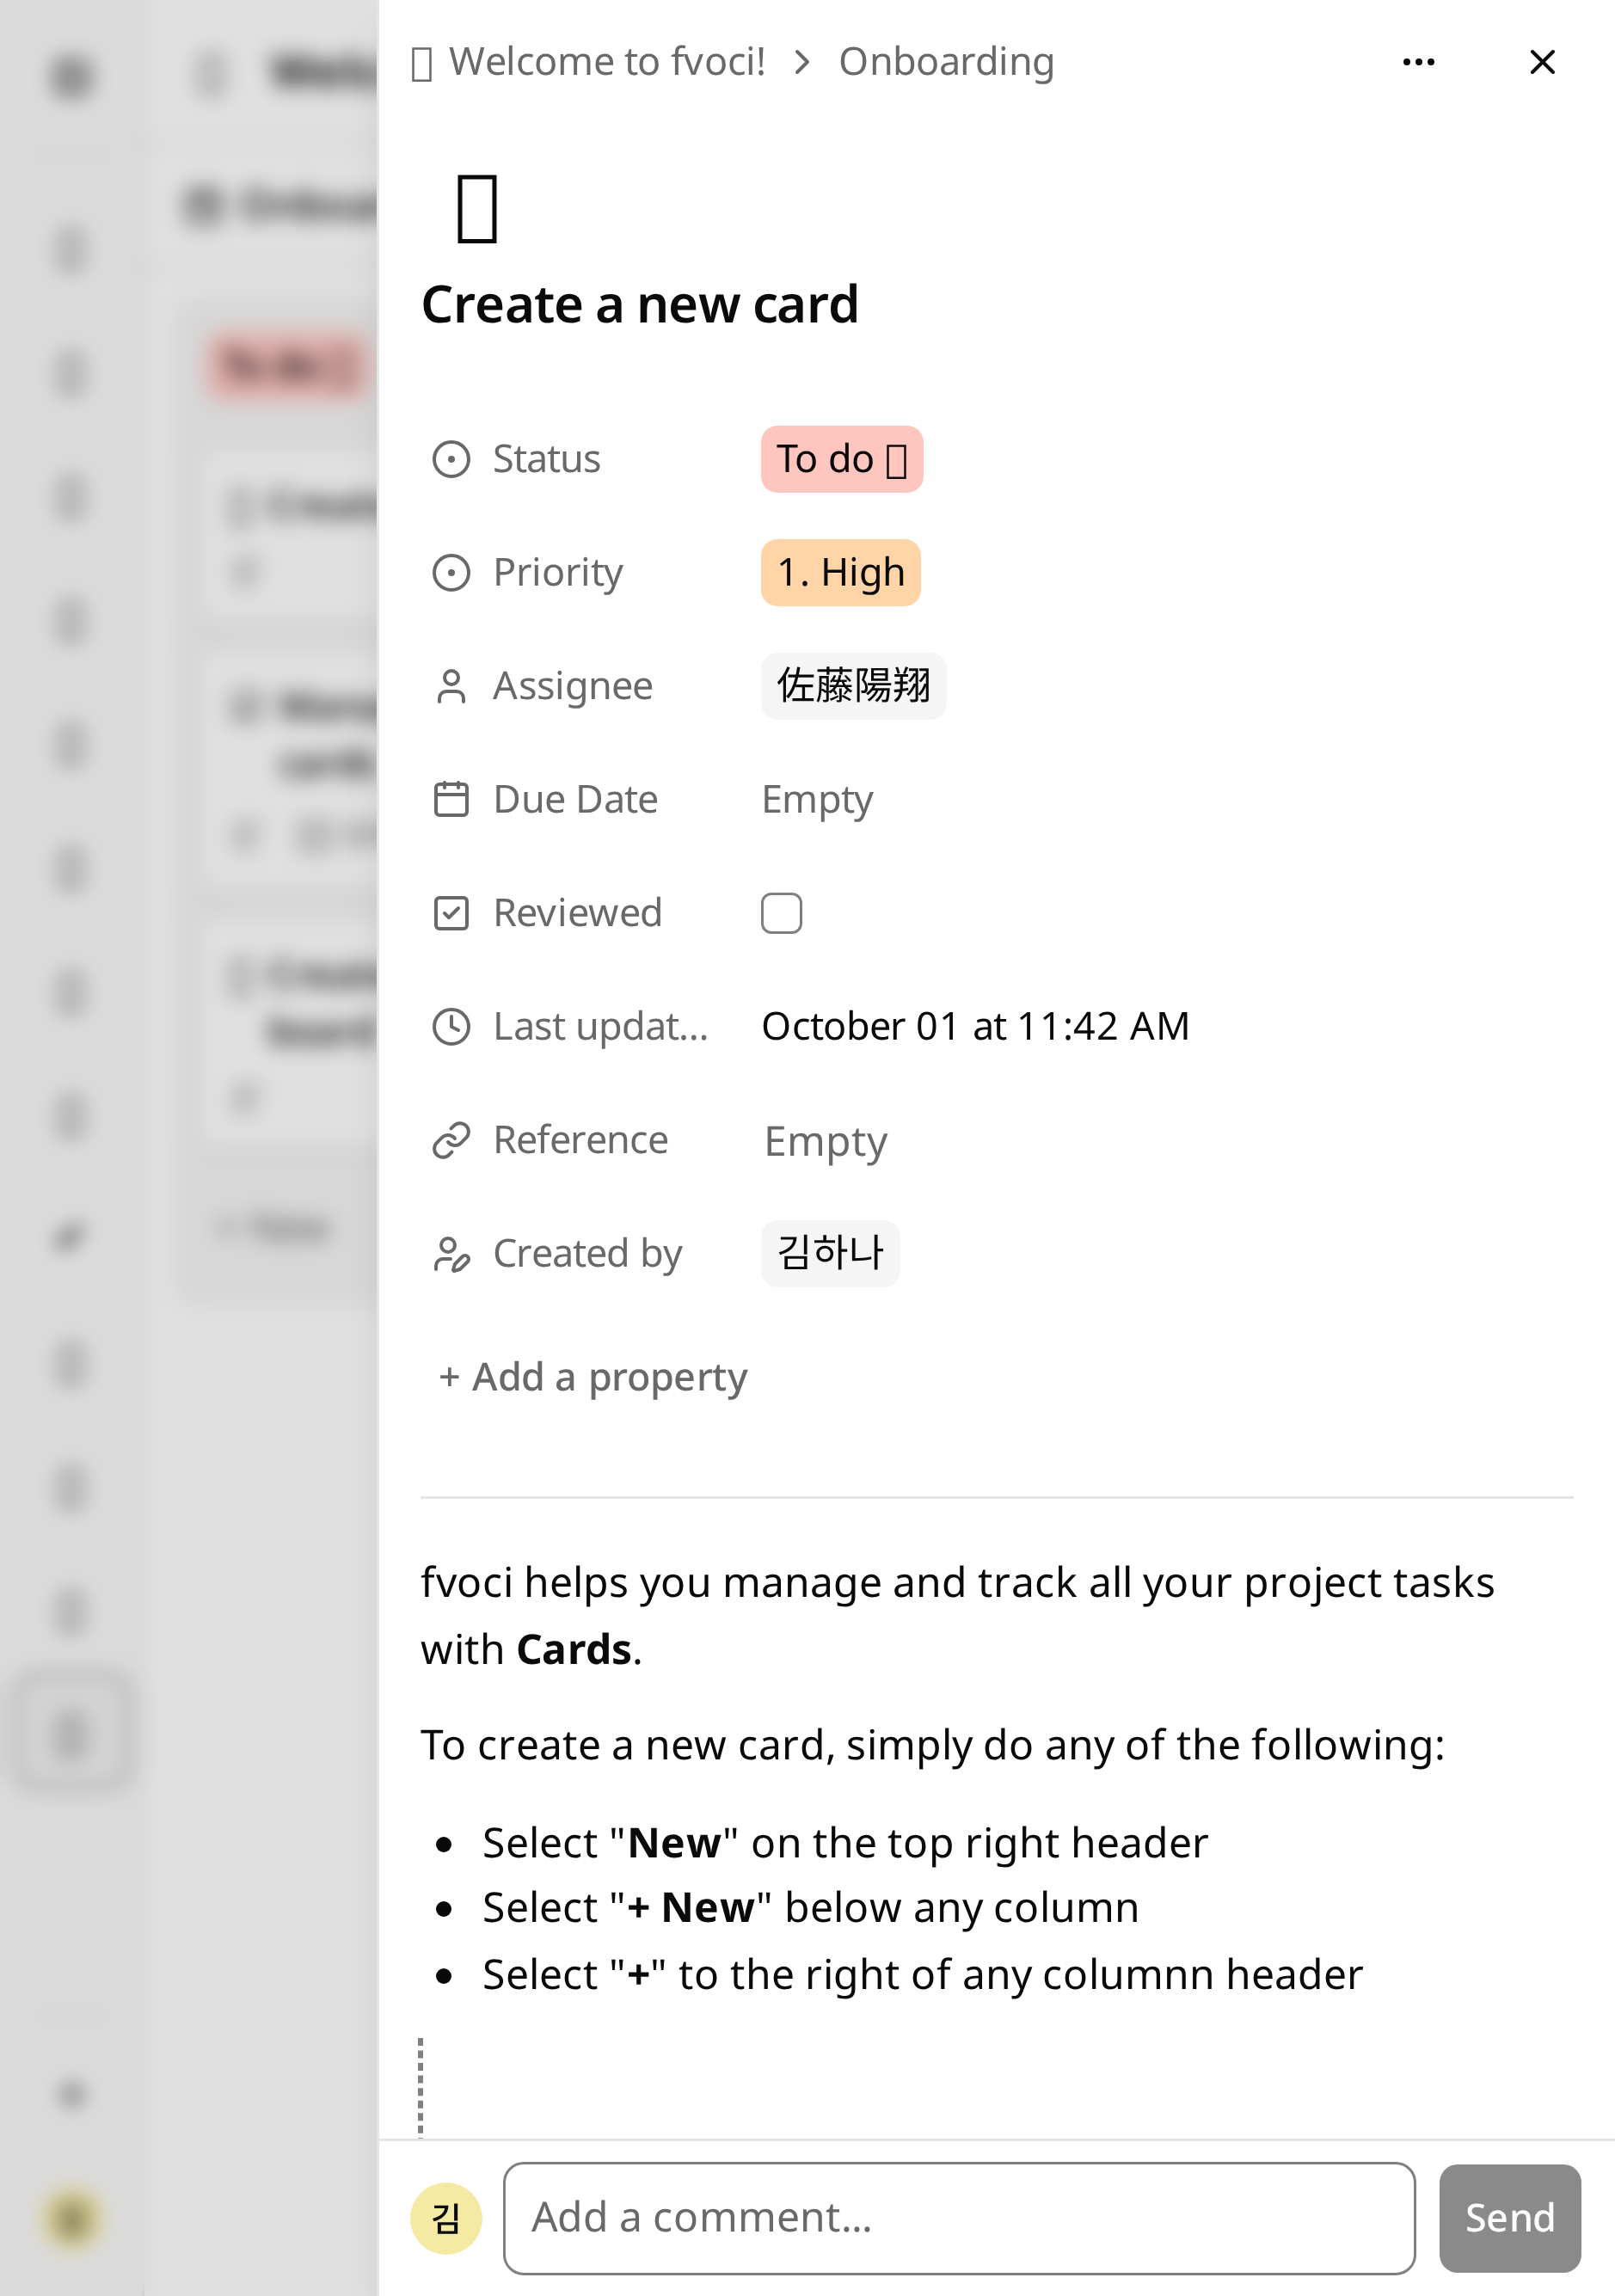 Welcome to fvoci! > Onboarding
Create a new card
Status To do
Priority 1. High
Assignee 佐藤陽翔
Due Date Empty
Reviewed
Last updat... October 01 at 11:42 AM
Reference Empty
Created by 김하나
+ Add a property
fvoci helps you manage and track all your project tasks
with Cards.
To create a new card, simply do any of the following:
• Select "New" on the top right header
• Select "+ New" below any column
• Select "+" to the right of any columnn header
김 Add a comment... Send
To do
+ New